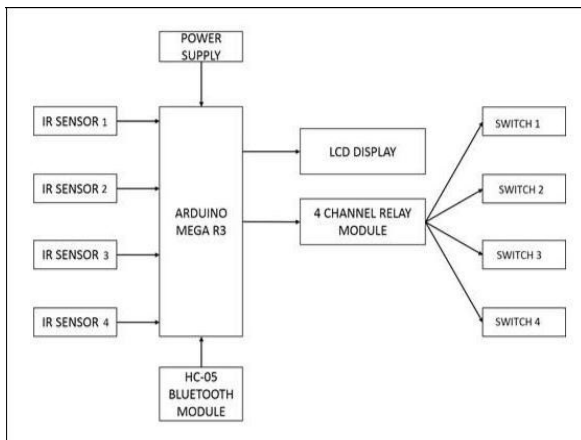 POWER
SUPPLY
IR SENSOR 1
IR SENSOR 2
IR SENSOR 3
IR SENSOR 4
ARDUINO
MEGA R3
HC-05
BLUETOOTH
MODULE
LCD DISPLAY
4 CHANNEL RELAY
MODULE
SWITCH 1
SWITCH 2
SWITCH 3
SWITCH 4